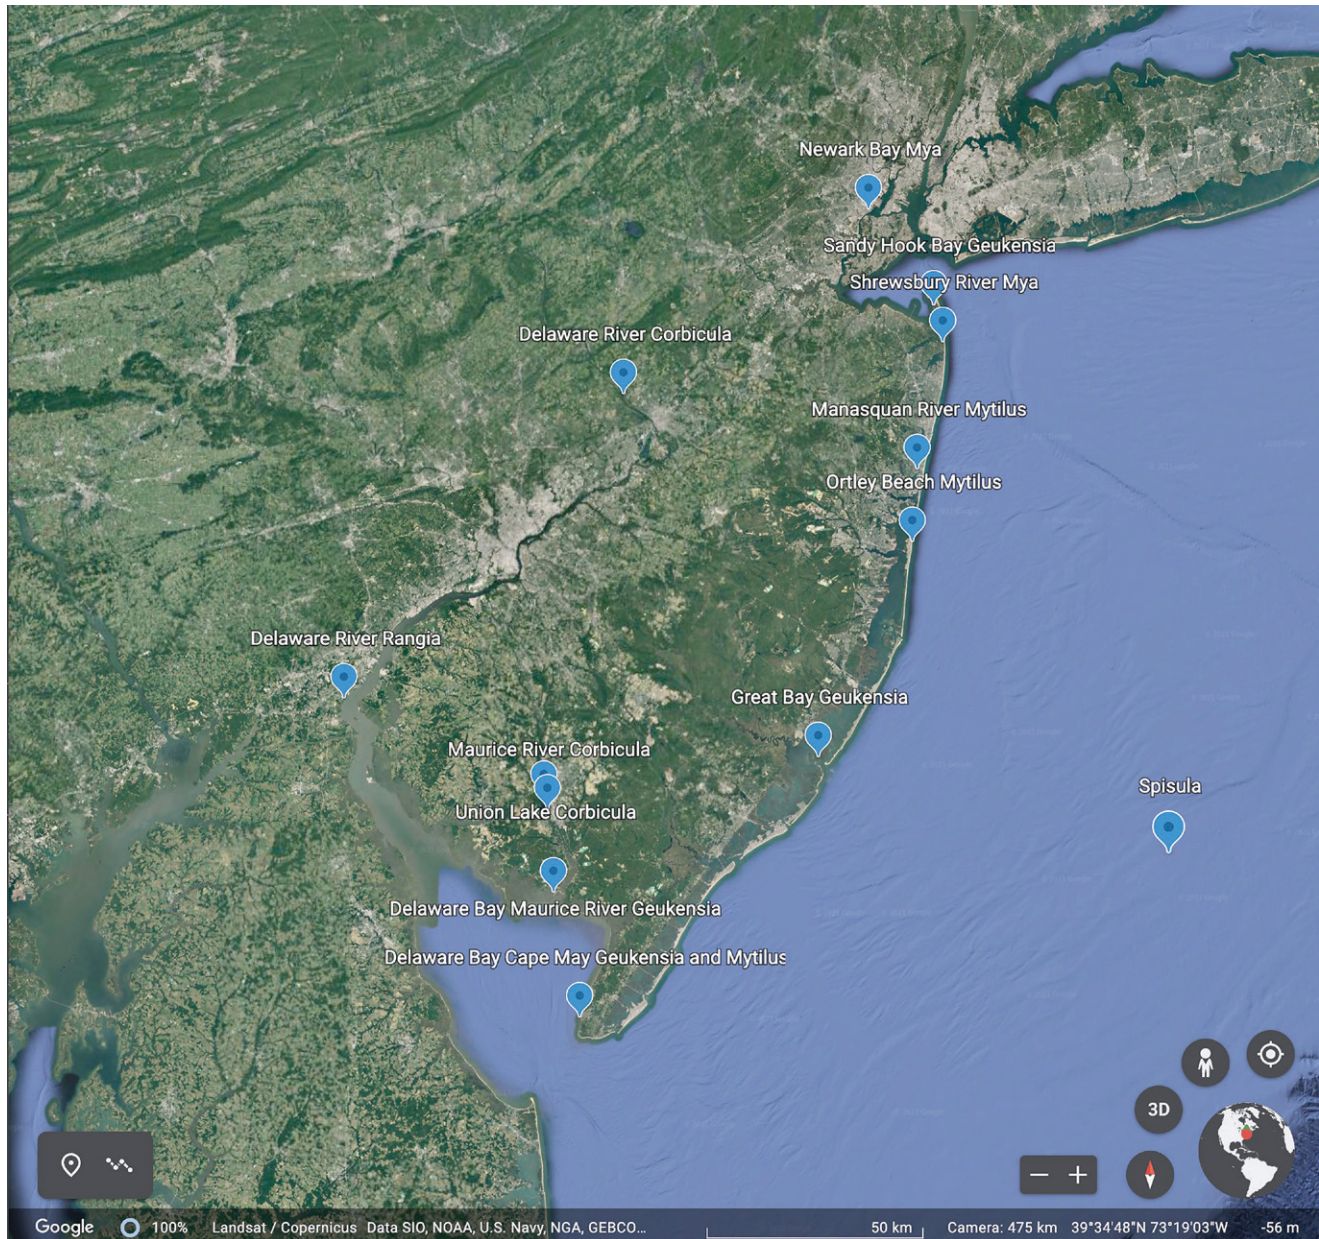 Newark Bay Mya
Sandy Hook Bay Geukensia
Shrewsbury River Mya
Delaware River Corbicula
Manasquan River Mytilus
Ortley Beach Mytilus
Delaware River Rangia
Great Bay Geukensia
Maurice River Corbicula
Spisula
Union Lake Corbicula
Delaware Bay Maurice River Geukensia
Delaware Bay Cape May Geukensia and Mytilus
3D
Google 100% Landsat / Copernicus Data SIO, NOAA, U.S. Navy, NGA, GEBCO... 50 km Camera: 475 km 39°34'48"N 73°19'03"W -56 m